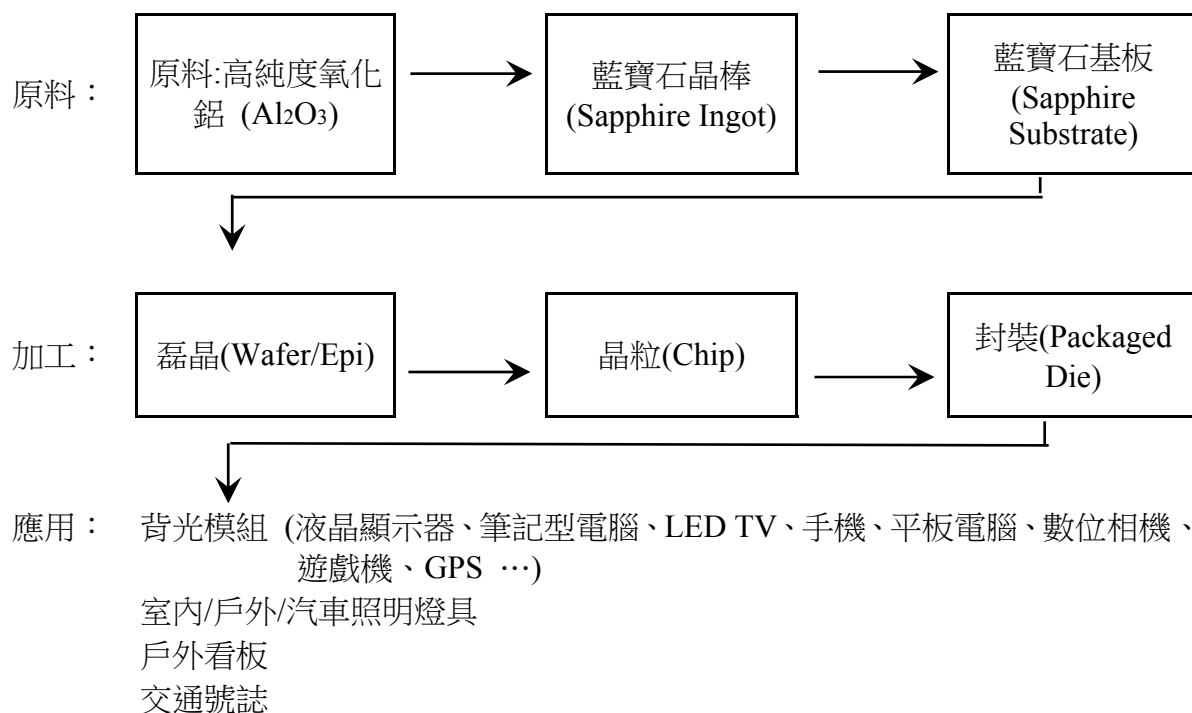 原料：
原料:高純度氧化
鋁 (Al2O3)
藍寶石晶棒
(Sapphire Ingot)
藍寶石基板
(Sapphire
Substrate)
加工：
磊晶(Wafer/Epi)
晶粒(Chip)
封裝(Packaged
Die)
應用： 背光模組 (液晶顯示器、筆記型電腦、LED TV、手機、平板電腦、數位相機、
遊戲機、GPS …)
室內/戶外/汽車照明燈具
戶外看板
交通號誌